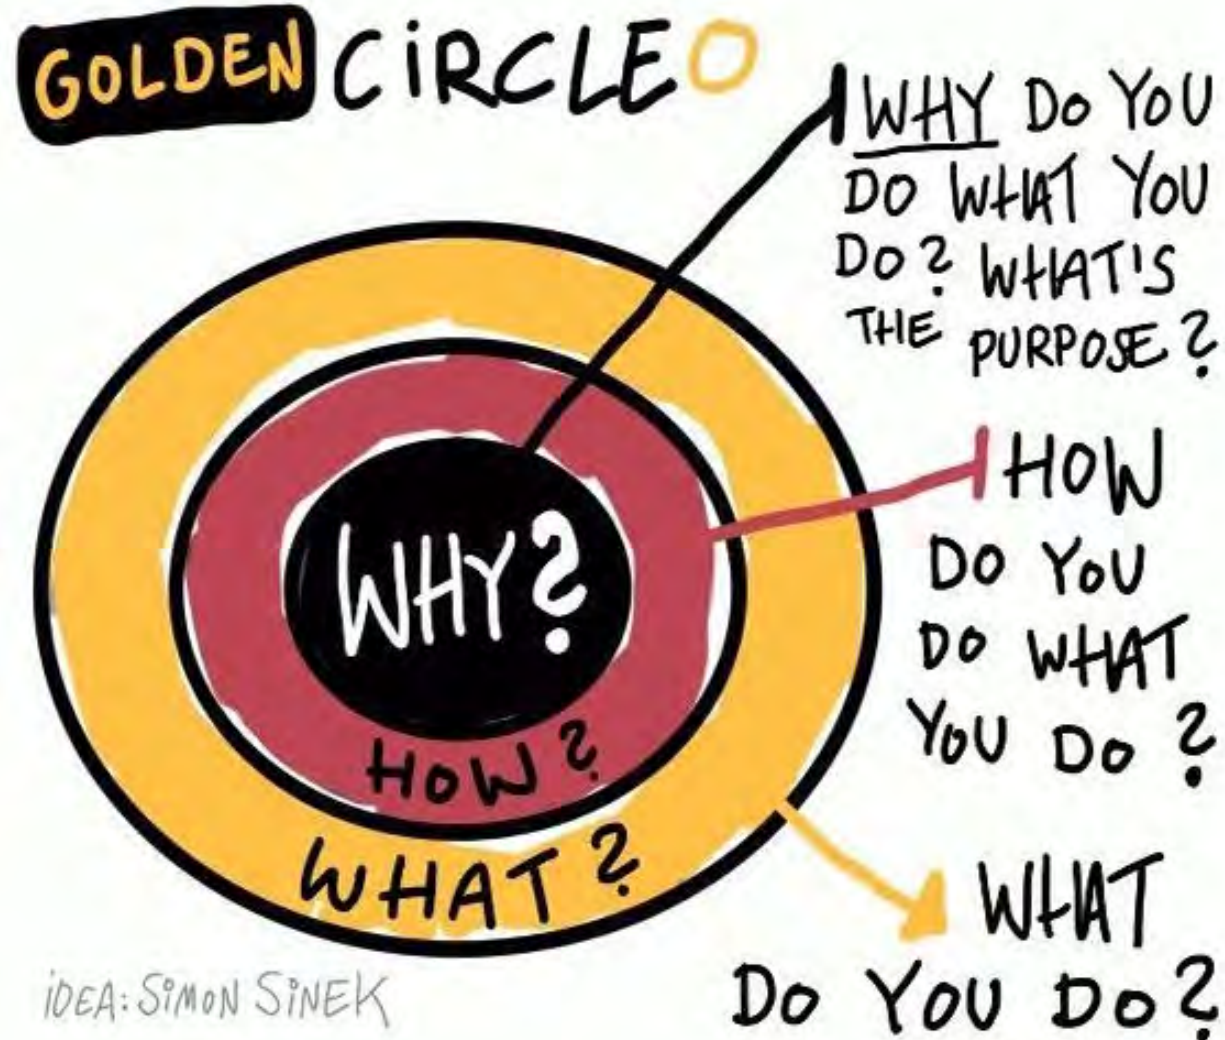 GOLDEN CiRCLE
WHY Do YoU
DO WHAT YOU
Do? WHAT'S
THE PURPOSE?
HOW
Do YoU
Do WHAT
YoU Do?
WHAT
Do YOU Do?
WHY?
HoW?
WHAT?
iDEA: SiMoN SiNEK